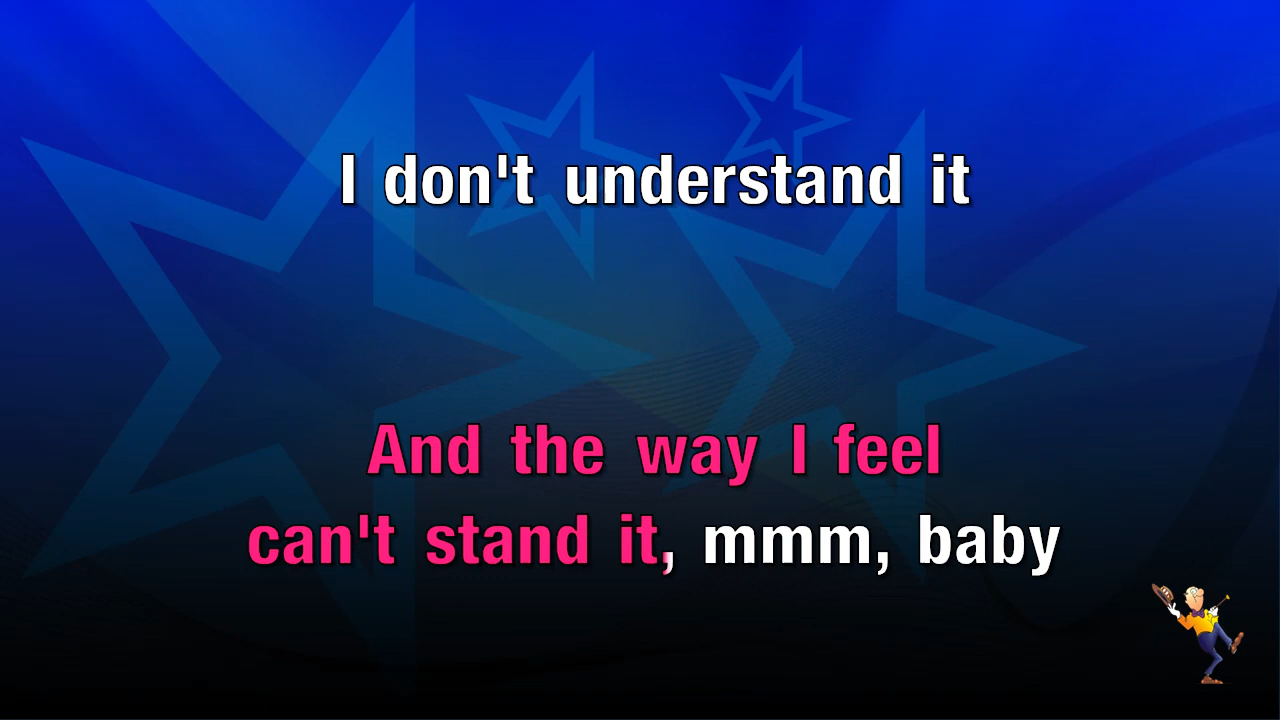 I don't understand it
And the way I feel
can't stand it, mmm, baby